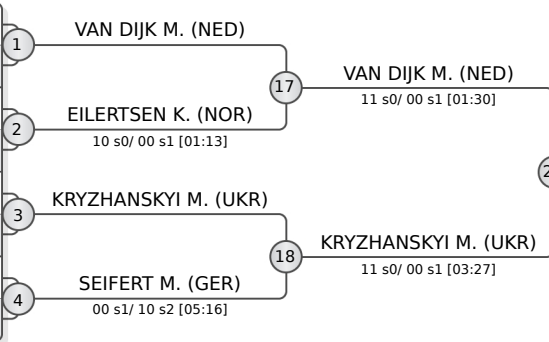 VAN DIJK M. (NED)
1
17
VAN DIJK M. (NED)
11 s0/ 00 s1 [01:30]
EILERTSEN K. (NOR)
2
10 s0/ 00 s1 [01:13]
KRYZHANSKYI M. (UKR)
3
18
KRYZHANSKYI M. (UKR)
11 s0/ 00 s1 [03:27]
SEIFERT M. (GER)
4
00 s1/ 10 s2 [05:16]